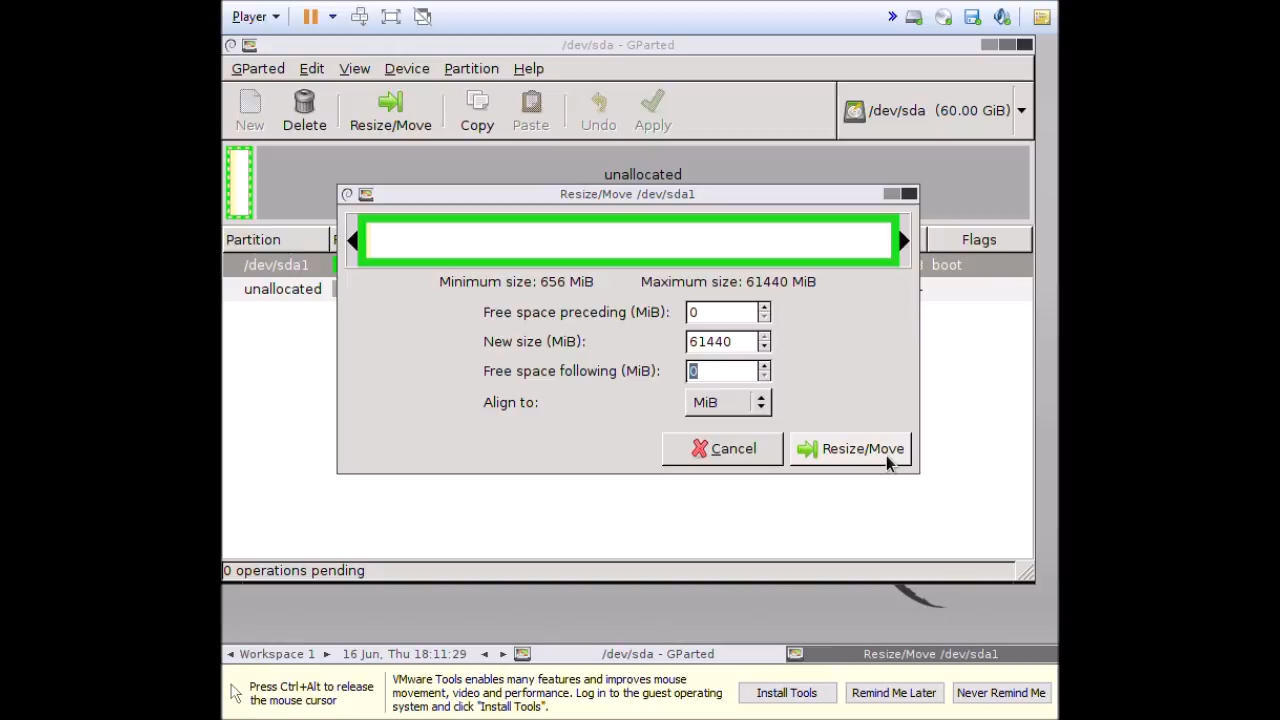 Player
/dev/sda - GParted
GParted Edit View Device Partition Help
New Delete Resize/Move Copy Paste Undo Apply /dev/sda (60.00 GiB)
unallocated
Resize/Move /dev/sda1
Partition Flags
/dev/sda1 boot
unallocated
Minimum size: 656 MiB Maximum size: 61440 MiB
Free space preceding (MiB): 0
New size (MiB): 61440
Free space following (MiB): 0
Align to: MiB
Cancel Resize/Move
0 operations pending
Workspace 1 16 Jun, Thu 18:11:29 /dev/sda - GParted Resize/Move /dev/sda1
Press Ctrl+Alt to release
the mouse cursor
VMware Tools enables many features and improves mouse
movement, video and performance. Log in to the guest operating
system and click "Install Tools".
Install Tools Remind Me Later Never Remind Me